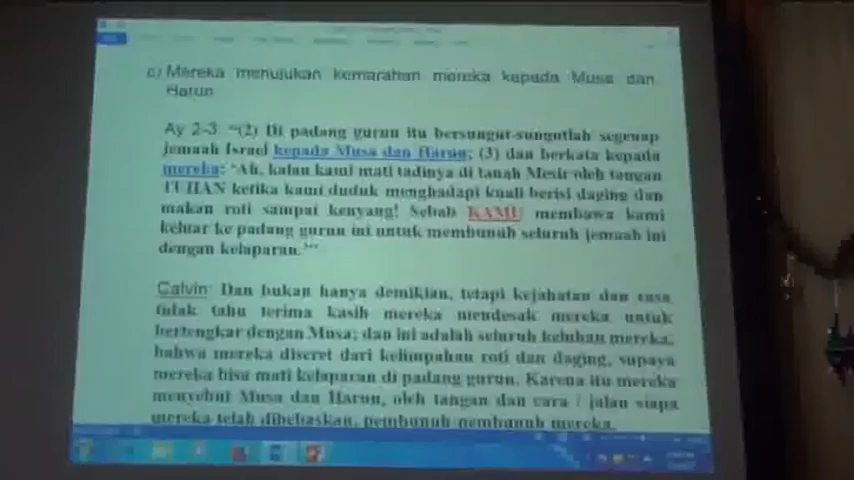 c) Mereka menujukan kemarahan mereka kepada Musa dan
Harun.
Ay 2-3: "(2) Di padang gurun itu bersungut-sungutlah segenap
jemaah Israel kepada Musa dan Harun; (3) dan berkata kepada
mereka: 'Ah, kalau kami mati tadinya di tanah Mesir oleh tangan
TUHAN ketika kami duduk menghadapi kuali berisi daging dan
makan roti sampai kenyang! Sebab KAMU membawa kami
keluar ke padang gurun ini untuk membunuh seluruh jemaah ini
dengan kelaparan.'"
Calvin: Dan bukan hanya demikian, tetapi kejahatan dan rasa
tidak tahu terima kasih mereka mendesak mereka untuk
bertengkar dengan Musa; dan ini adalah seluruh keluhan mereka,
bahwa mereka diseret dari kelimpahan roti dan daging, supaya
mereka bisa mati kelaparan di padang gurun. Karena itu mereka
menyebut Musa dan Harun, oleh tangan dan cara / jalan siapa
mereka telah dibebaskan, pembunuh-pembunuh mereka.